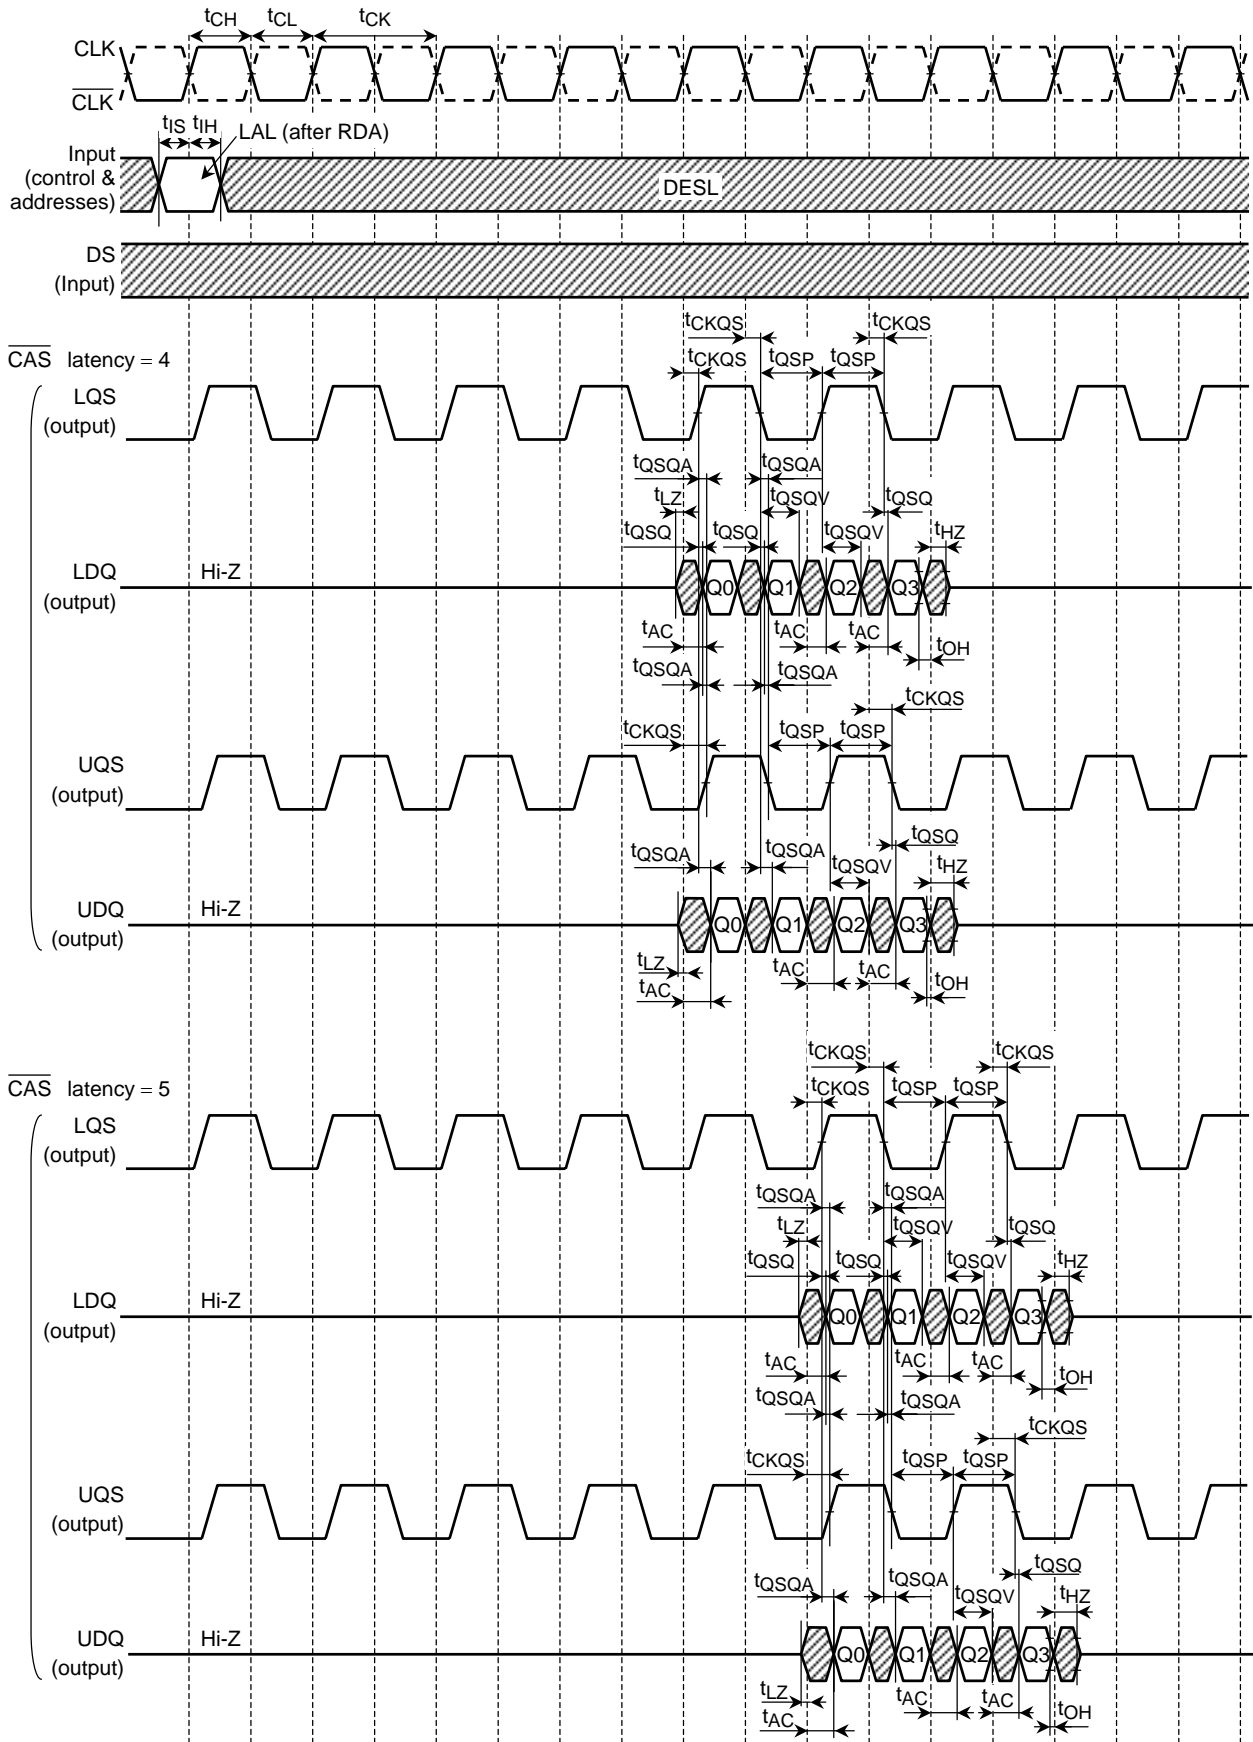 tCH tCL tCK
CLK
CLK
tIS tIH LAL (after RDA)
Input
(control &
addresses)
DESL
DS
(Input)
tCKQS tCKQS
CAS latency = 4
tCKQS tQSP tQSP
LQS
(output)
tQSQA tQSQA
tLZ tQSQV tQSQ
tQSQ tQSQ tQSQV tHZ
LDQ
(output)
Hi-Z
Q0 Q1 Q2 Q3
tAC tAC tAC tOH
tQSQA tQSQA
tCKQS
tCKQS tQSP tQSP
UQS
(output)
tQSQ
tQSQA tQSQA tQSQV tHZ
UDQ
(output)
Hi-Z
Q0 Q1 Q2 Q3
tLZ tAC tAC tOH
tAC
tCKQS tCKQS
CAS latency = 5
tCKQS tQSP tQSP
LQS
(output)
tQSQA tQSQA
tLZ tQSQV tQSQ
tQSQ tQSQ tQSQV tHZ
LDQ
(output)
Hi-Z
Q0 Q1 Q2 Q3
tAC tAC tAC tOH
tQSQA tQSQA
tCKQS
tCKQS tQSP tQSP
UQS
(output)
tQSQ
tQSQA tQSQA tQSQV tHZ
UDQ
(output)
Hi-Z
Q0 Q1 Q2 Q3
tLZ tAC tAC tOH
tAC